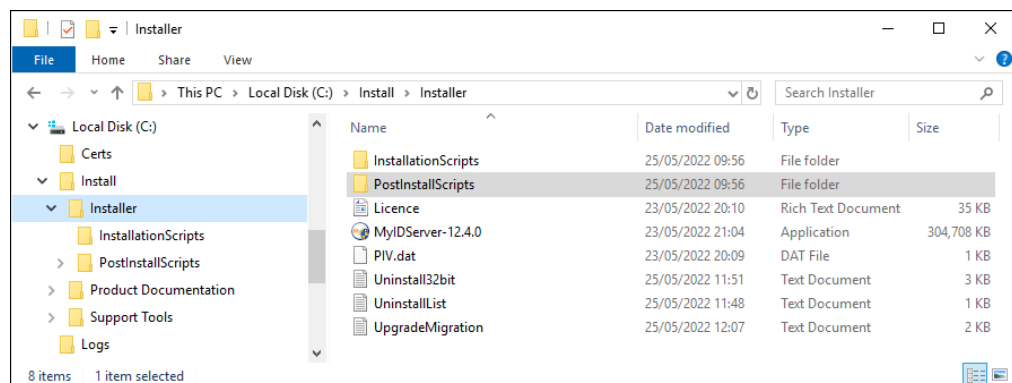 Installer
File Home Share View
This PC > Local Disk (C:) > Install > Installer
Search Installer
Local Disk (C:)
Certs
Install
Installer
InstallationScripts
PostInstallScripts
Product Documentation
Support Tools
Logs
Name Date modified Type Size
InstallationScripts 25/05/2022 09:56 File folder
PostInstallScripts 25/05/2022 09:56 File folder
Licence 23/05/2022 20:10 Rich Text Document 35 KB
MyIDServer-12.4.0 23/05/2022 21:04 Application 304,708 KB
PIV.dat 23/05/2022 20:09 DAT File 1 KB
Uninstall32bit 25/05/2022 11:51 Text Document 3 KB
UninstallList 25/05/2022 11:48 Text Document 1 KB
UpgradeMigration 25/05/2022 12:07 Text Document 2 KB
8 items 1 item selected